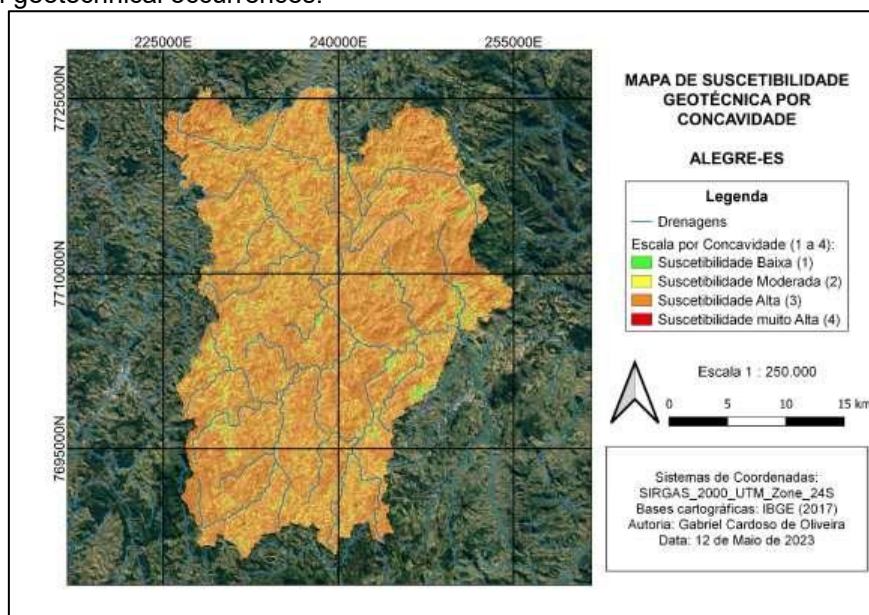 geotechnical occurrences.
225000E 240000E 255000E
7725000N
7710000N
7695000N
MAPA DE SUSCETIBILIDADE
GEOTÉCNICA POR
CONCAVIDADE
ALEGRE-ES
Legenda
Drenagens
Escala por Concavidade (1 a 4):
Suscetibilidade Baixa (1)
Suscetibilidade Moderada (2)
Suscetibilidade Alta (3)
Suscetibilidade muito Alta (4)
Escala 1 : 250.000
0 5 10 15 km
Sistemas de Coordenadas:
SIRGAS_2000_UTM_Zone_24S
Bases cartográficas: IBGE (2017)
Autoria: Gabriel Cardoso de Oliveira
Data: 12 de Maio de 2023